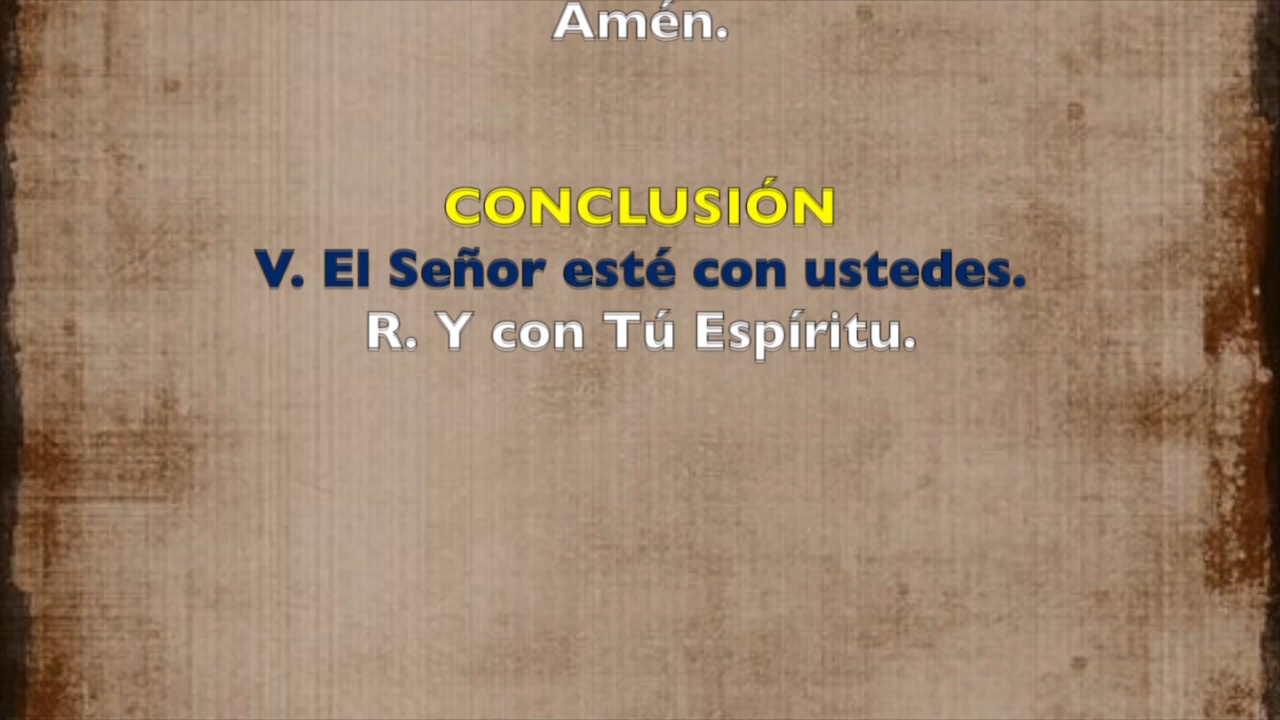 Amén.
CONCLUSIÓN
V. El Señor esté con ustedes.
R. Y con Tú Espíritu.